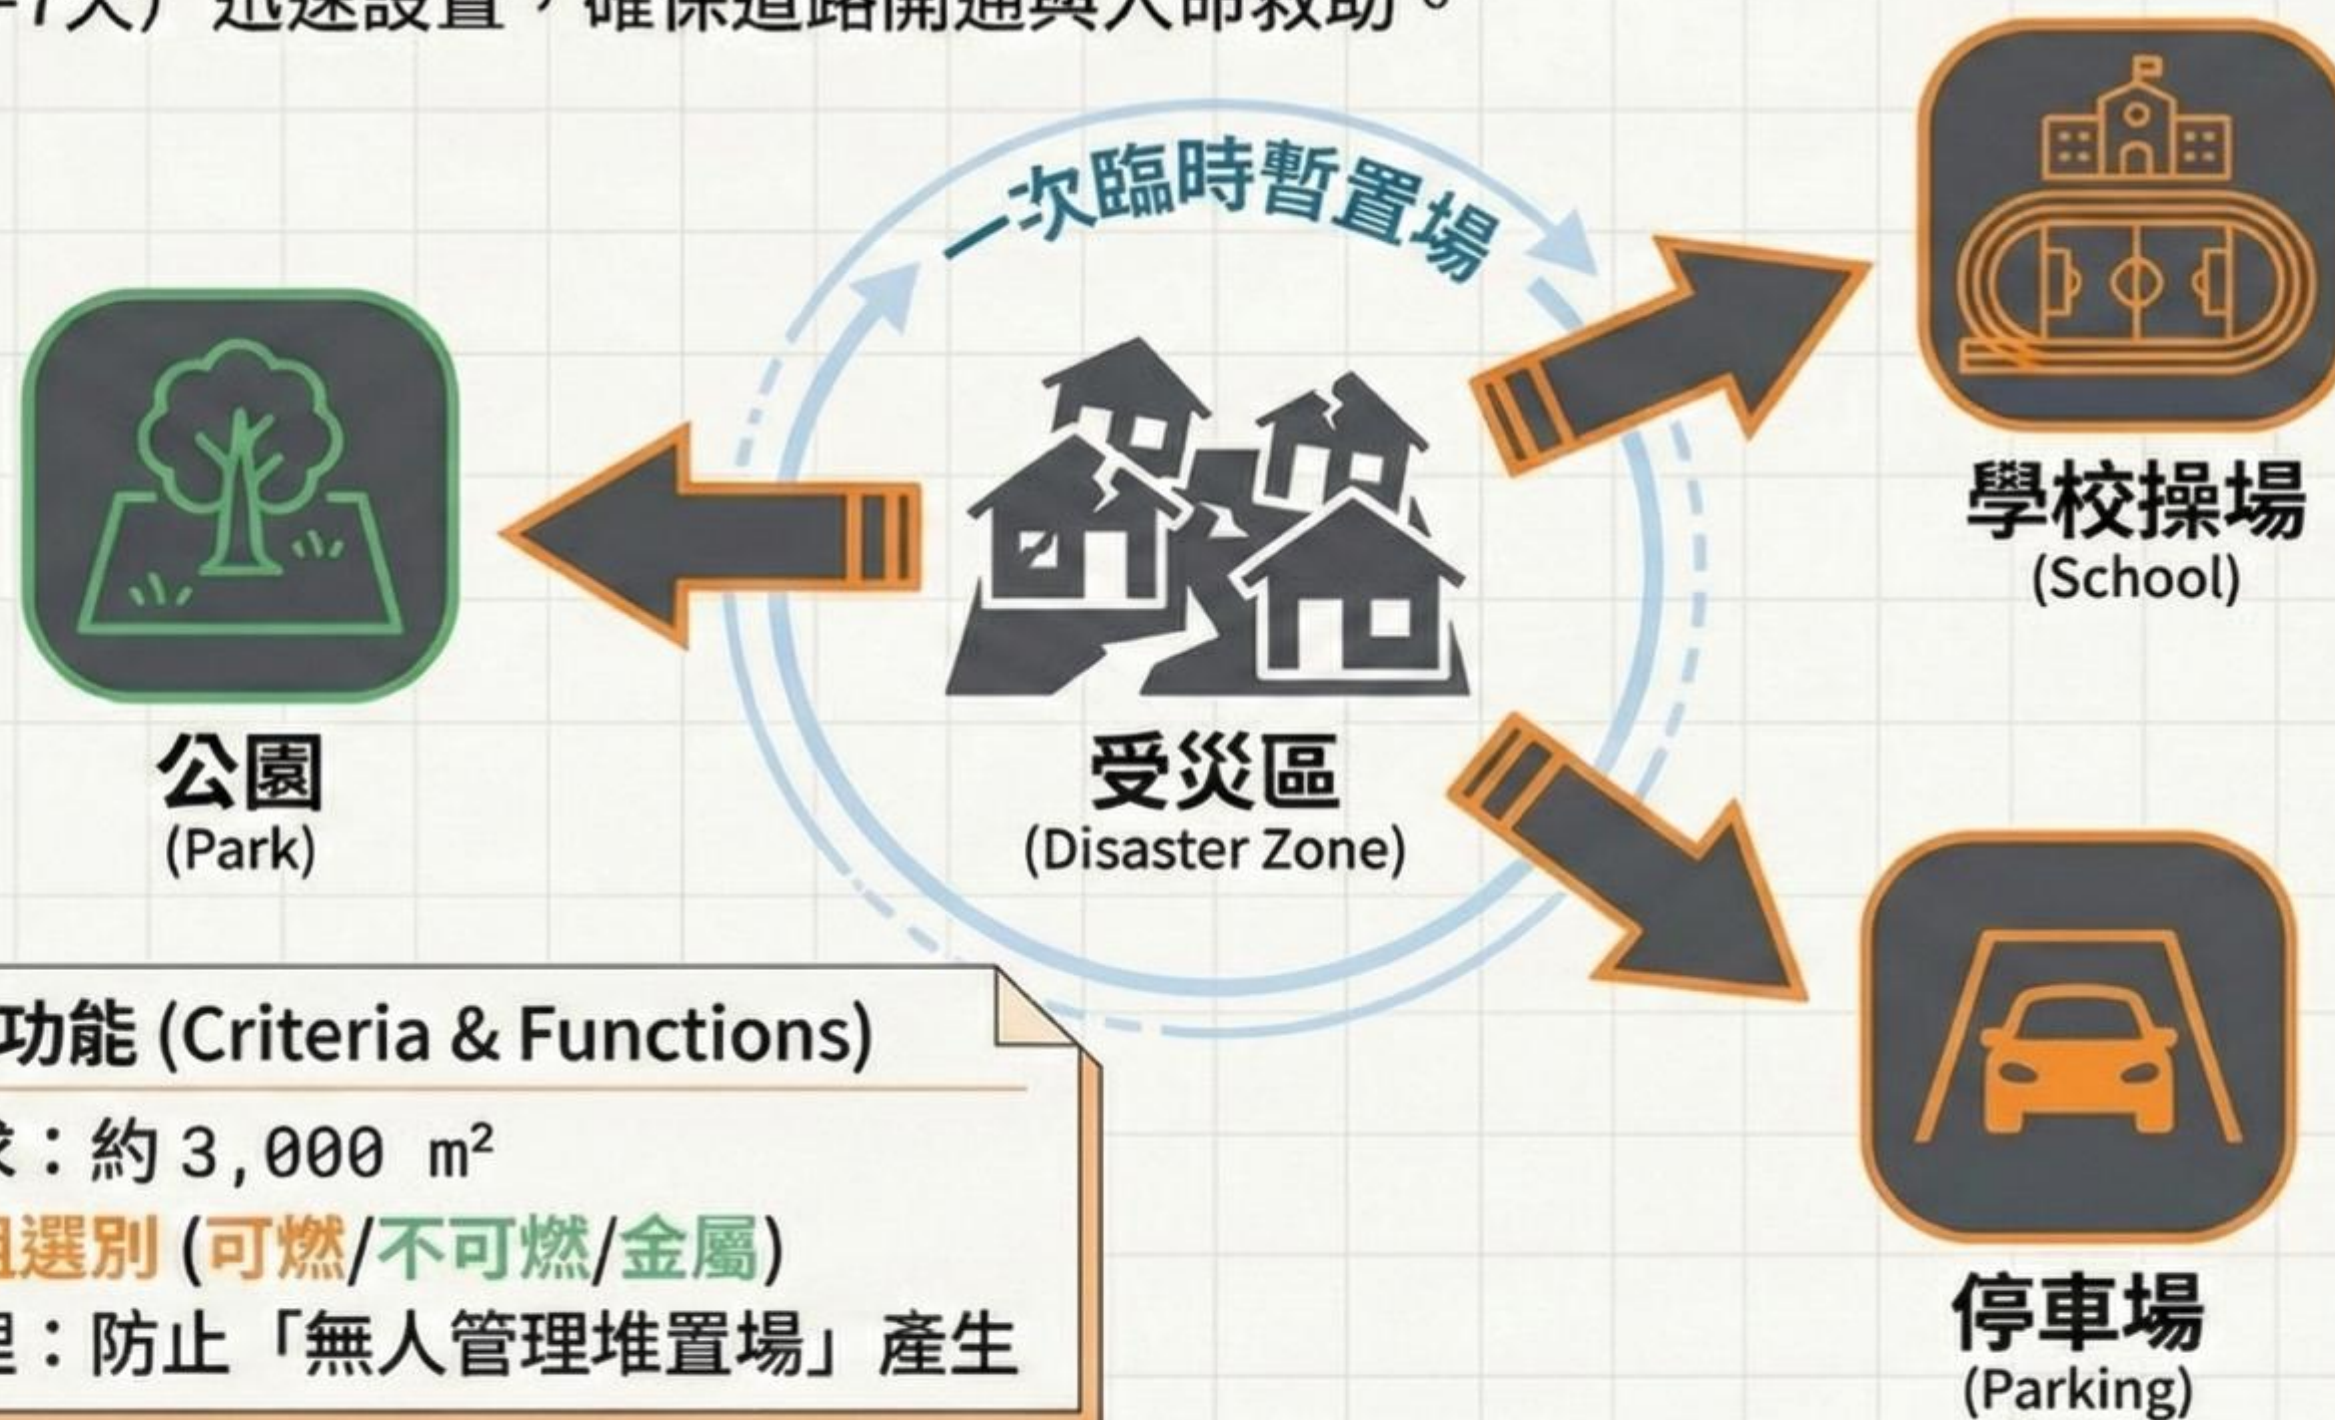 7天）迅速設置，確保道路開通與人命救助。
一次臨時暫置場
學校操場
(School)
公園
(Park)
受災區
(Disaster Zone)
功能 (Criteria & Functions)
：約 3,000 m²
選別 (可燃/不可燃/金屬)
：防止「無人管理堆置場」產生
停車場
(Parking)